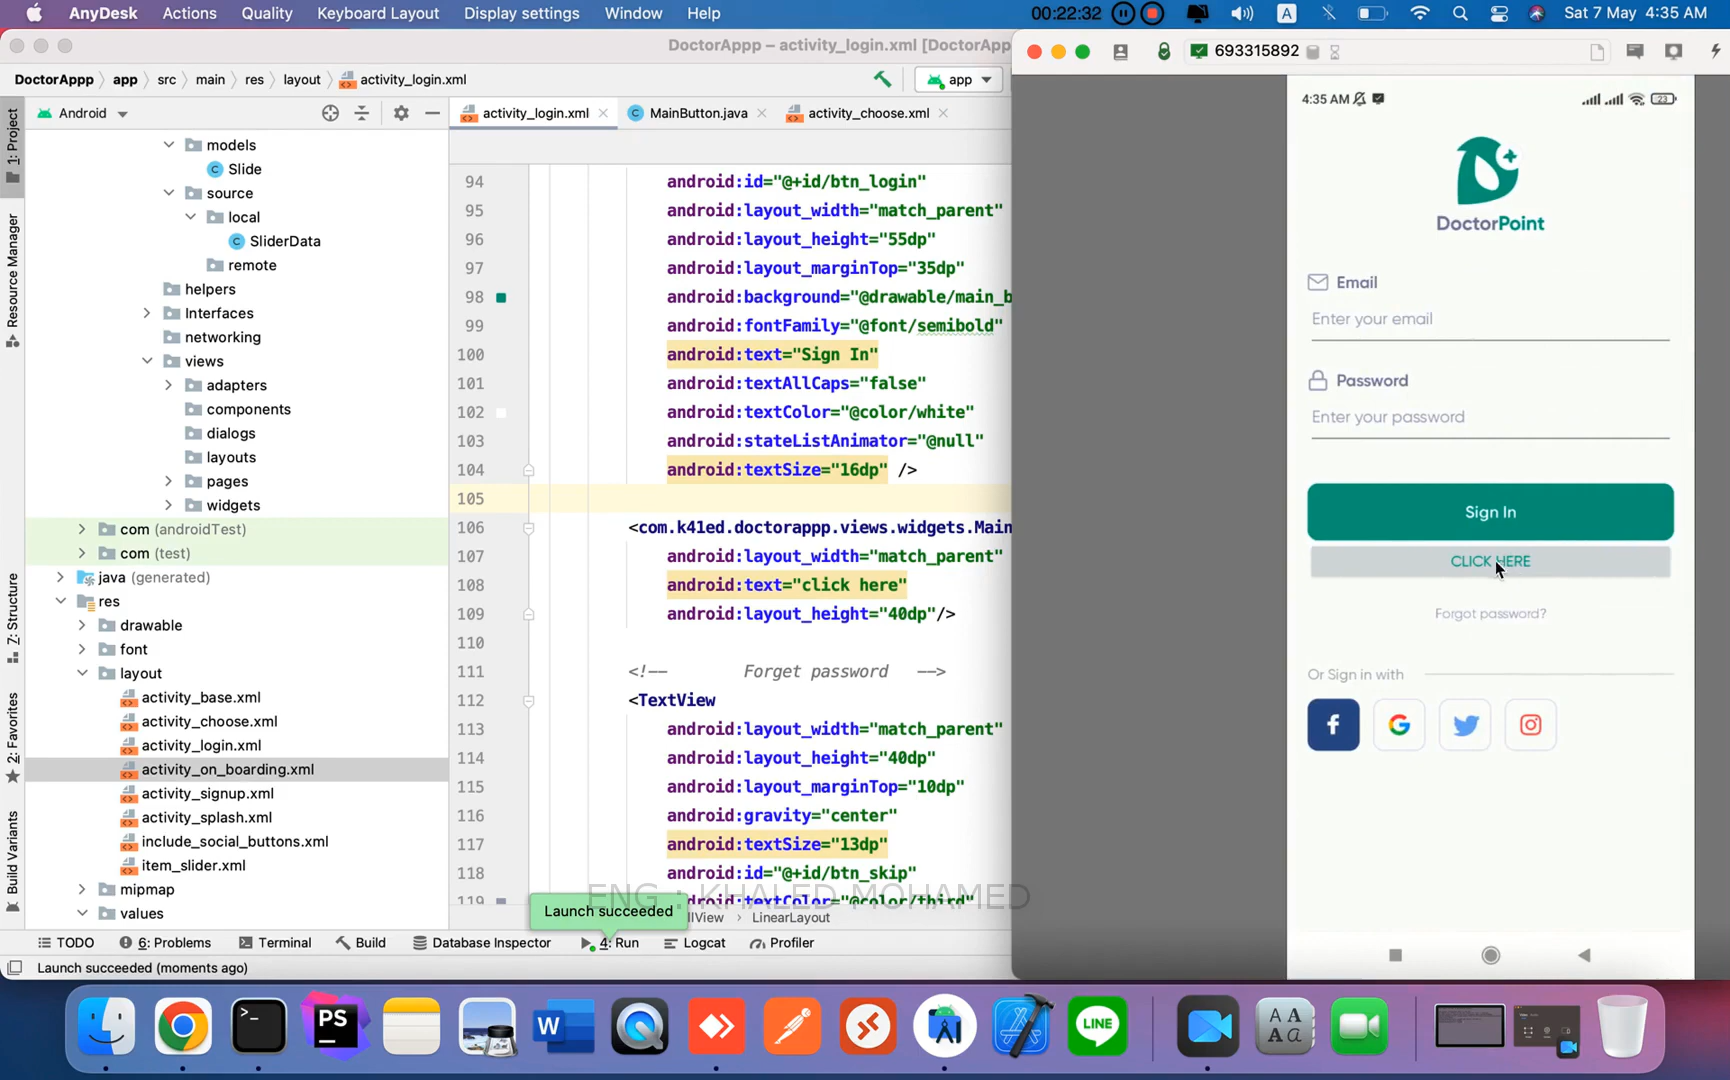 AnyDesk Actions Quality Keyboard Layout Display settings Window Help 00:22:32 A Sat 7 May 4:35 AM
DoctorAppp – activity_login.xml [DoctorApp
693315892
DoctorAppp app src main res layout activity_login.xml app
Android
activity_login.xml MainButton.java activity_choose.xml
1: Project
Resource Manager
7: Structure
2: Favorites
Build Variants
models
Slide
source
local
SliderData
remote
helpers
Interfaces
networking
views
adapters
components
dialogs
layouts
pages
widgets
com (androidTest)
com (test)
java (generated)
res
drawable
font
layout
activity_base.xml
activity_choose.xml
activity_login.xml
activity_on_boarding.xml
activity_signup.xml
activity_splash.xml
include_social_buttons.xml
item_slider.xml
mipmap
values
94 android:id="@+id/btn_login"
95 android:layout_width="match_parent"
96 android:layout_height="55dp"
97 android:layout_marginTop="35dp"
98 android:background="@drawable/main_b
99 android:fontFamily="@font/semibold"
100 android:text="Sign In"
101 android:textAllCaps="false"
102 android:textColor="@color/white"
103 android:stateListAnimator="@null"
104 android:textSize="16dp" />
105
106 <com.k41ed.doctorappp.views.widgets.Main
107 android:layout_width="match_parent"
108 android:text="click here"
109 android:layout_height="40dp"/>
110
111 <!-- Forget password -->
112 <TextView
113 android:layout_width="match_parent"
114 android:layout_height="40dp"
115 android:layout_marginTop="10dp"
116 android:gravity="center"
117 android:textSize="13dp"
118 android:id="@+id/btn_skip"
119 android:textColor="@color/third"
ENG : KHALED MOHAMED
Launch succeeded
llView LinearLayout
TODO 6: Problems Terminal Build Database Inspector 4: Run Logcat Profiler
Launch succeeded (moments ago)
4:35 AM 23
DoctorPoint
Email
Enter your email
Password
Enter your password
Sign In
CLICK HERE
Forgot password?
Or Sign in with
f G
>_ PS W LINE A A A a